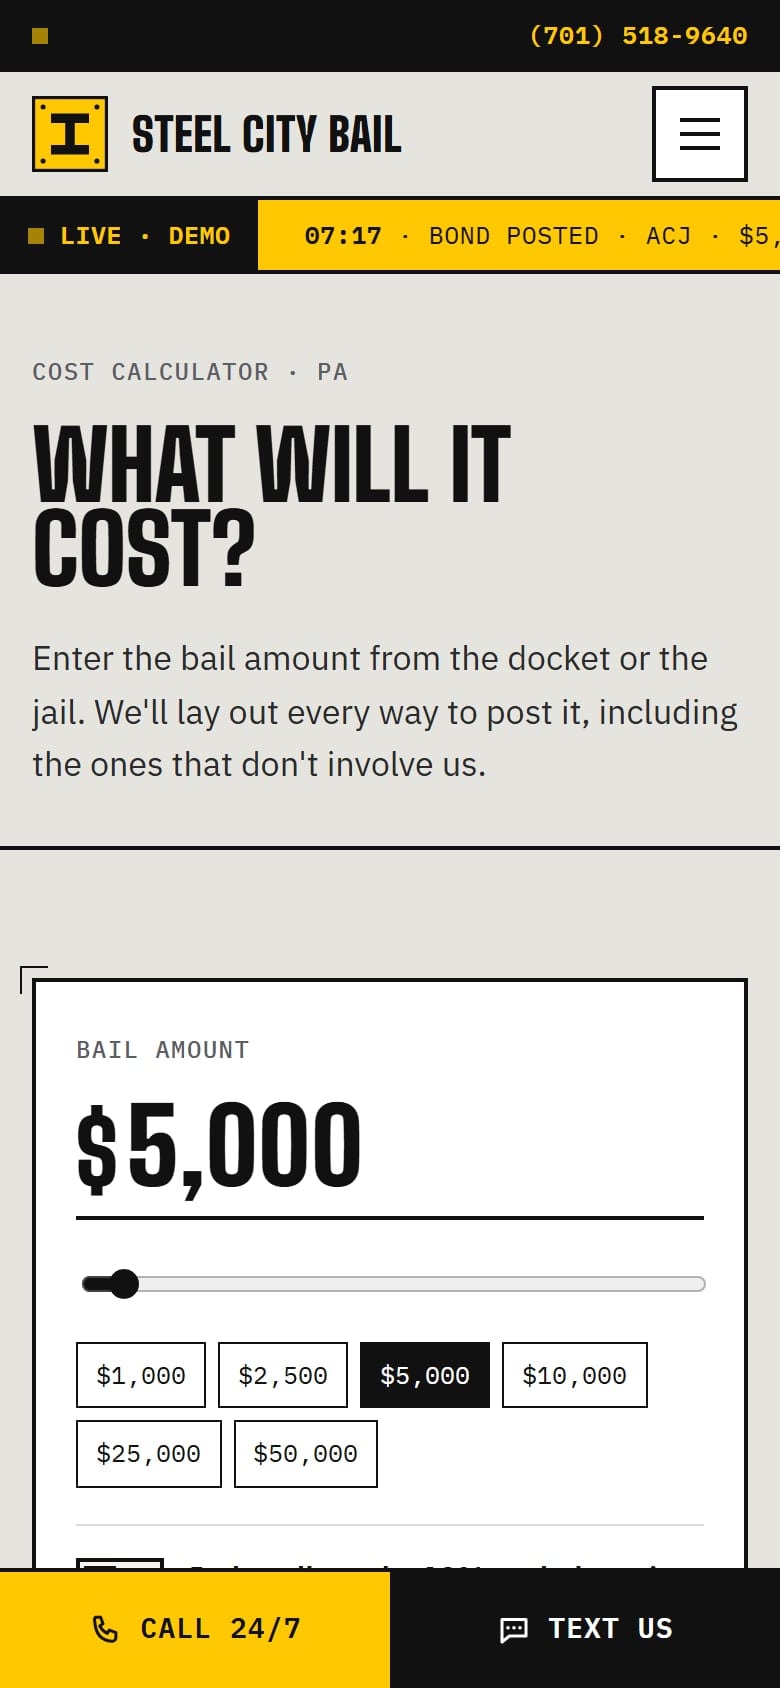 (701) 518-9640
STEEL CITY BAIL
LIVE · DEMO 07:17 · BOND POSTED · ACJ · $5,
COST CALCULATOR · PA
WHAT WILL IT
COST?
Enter the bail amount from the docket or the
jail. We'll lay out every way to post it, including
the ones that don't involve us.
BAIL AMOUNT
$5,000
$1,000 $2,500 $5,000 $10,000
$25,000 $50,000
CALL 24/7 TEXT US